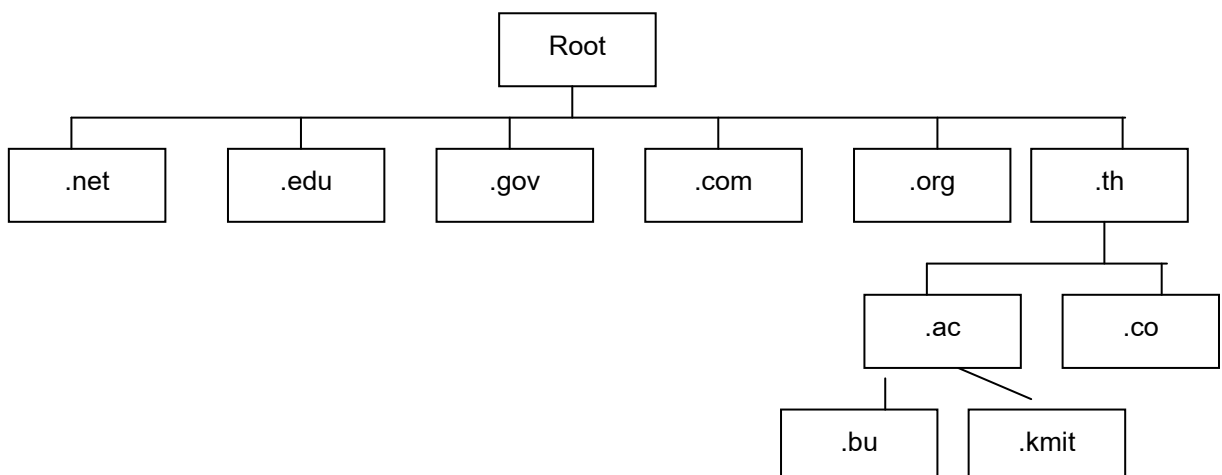 Root
.net
.edu
.gov
.com
.org
.th
.ac
.co
.bu
.kmit